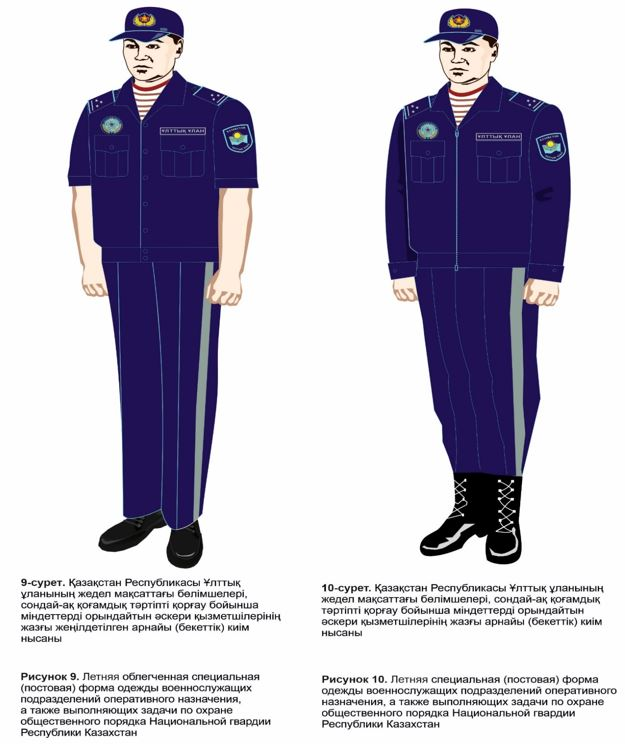 ҰЛТТЫҚ ҰЛАН
ҰЛТТЫҚ ҰЛАН
9-сурет. Қазақстан Республикасы Ұлттық
ұланының жедел мақсаттағы бөлімшелері,
сондай-ақ қоғамдық тәртіпті қорғау бойынша
міндеттерді орындайтын әскери қызметшілерінің
жазғы жеңілдетілген арнайы (бекеттік) киім
нысаны
Рисунок 9. Летняя облегченная специальная
(постовая) форма одежды военнослужащих
подразделений оперативного назначения,
а также выполняющих задачи по охране
общественного порядка Национальной гвардии
Республики Казахстан
10-сурет. Қазақстан Республикасы Ұлттық ұланының
жедел мақсаттағы бөлімшелері, сондай-ақ қоғамдық
тәртіпті қорғау бойынша міндеттерді орындайтын
әскери қызметшілерінің жазғы арнайы (бекеттік) киім
нысаны
Рисунок 10. Летняя специальная (постовая) форма
одежды военнослужащих подразделений оперативного
назначения, а также выполняющих задачи по охране
общественного порядка Национальной гвардии
Республики Казахстан